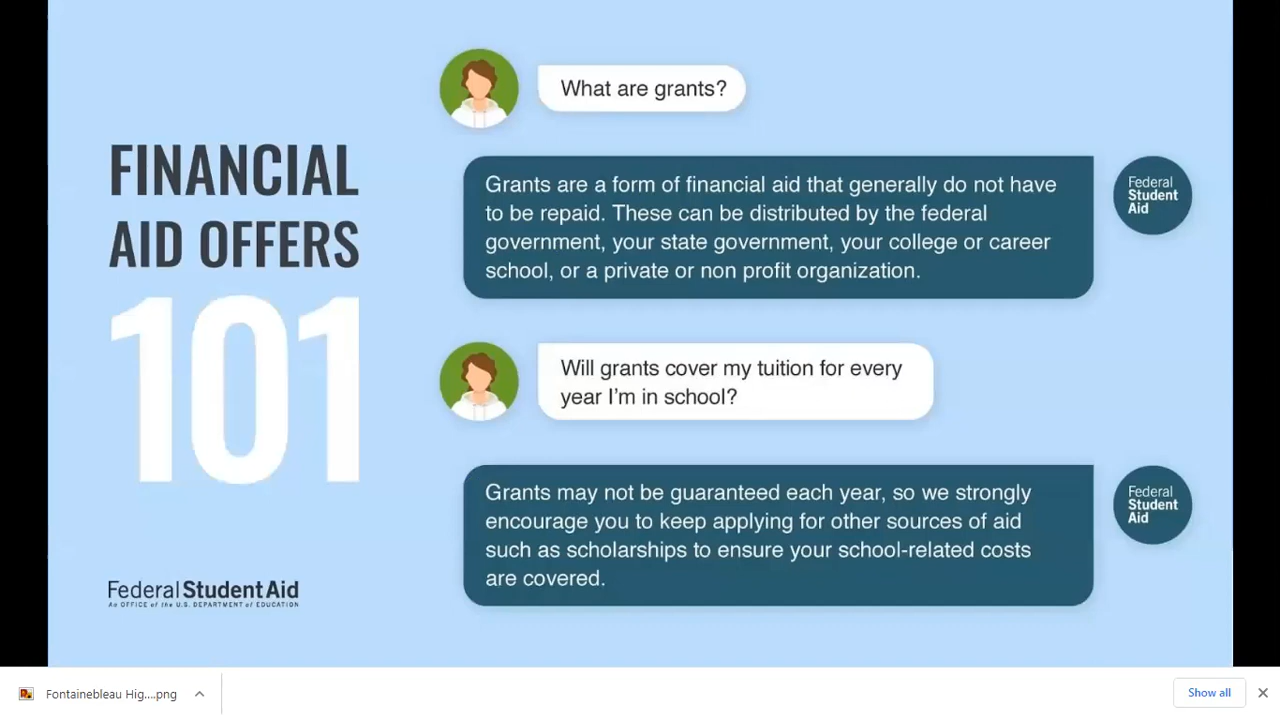 FINANCIAL
AID OFFERS
101
Federal Student Aid
An OFFICE of the U.S. DEPARTMENT of EDUCATION
What are grants?
Grants are a form of financial aid that generally do not have
to be repaid. These can be distributed by the federal
government, your state government, your college or career
school, or a private or non profit organization.
Federal
Student
Aid
Will grants cover my tuition for every
year I'm in school?
Grants may not be guaranteed each year, so we strongly
encourage you to keep applying for other sources of aid
such as scholarships to ensure your school-related costs
are covered.
Federal
Student
Aid
Fontainebleau Hig....png
Show all